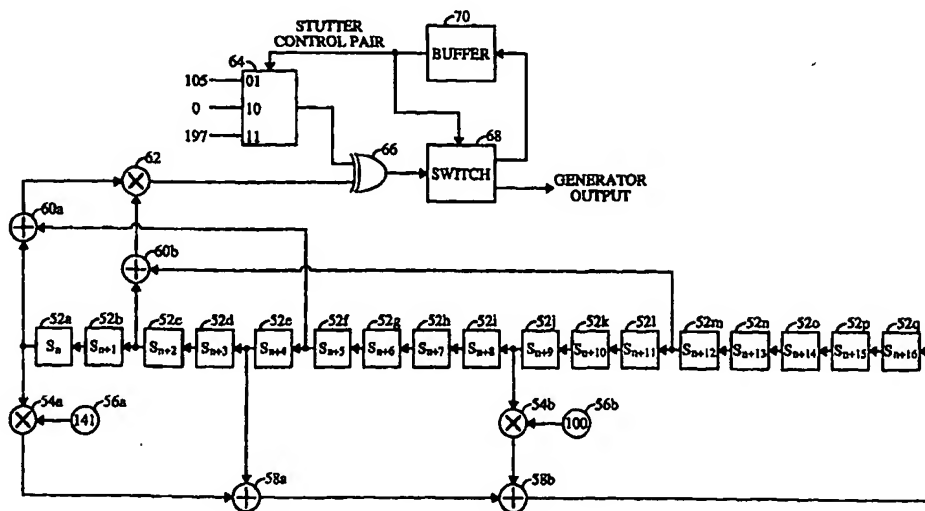 STUTTER
CONTROL PAIR
70
BUFFER
64
105
01
0
10
197
11
66
68
SWITCH
GENERATOR
OUTPUT
62
60a
60b
52a
52b
52c
52d
52e
52f
52g
52h
52i
52j
52k
52l
52m
52n
52o
52p
52q
Sn
Sn+1
Sn+2
Sn+3
Sn+4
Sn+5
Sn+6
Sn+7
Sn+8
Sn+9
Sn+10
Sn+11
Sn+12
Sn+13
Sn+14
Sn+15
Sn+16
54a
56a
141
54b
56b
100
58a
58b